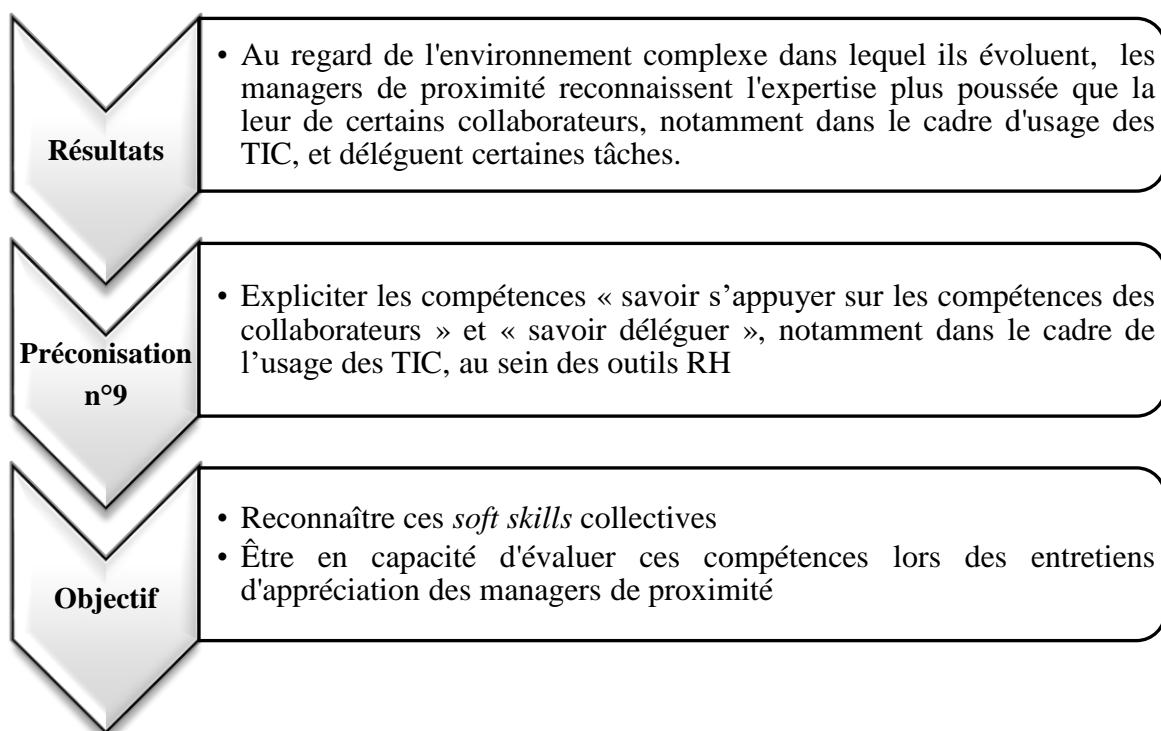 Résultats
• Au regard de l'environnement complexe dans lequel ils évoluent, les
managers de proximité reconnaissent l'expertise plus poussée que la
leur de certains collaborateurs, notamment dans le cadre d'usage des
TIC, et déléguent certaines tâches.
Préconisation
n°9
• Expliciter les compétences « savoir s’appuyer sur les compétences des
collaborateurs » et « savoir déléguer », notamment dans le cadre de
l’usage des TIC, au sein des outils RH
Objectif
• Reconnaître ces soft skills collectives
• Être en capacité d'évaluer ces compétences lors des entretiens
d'appréciation des managers de proximité